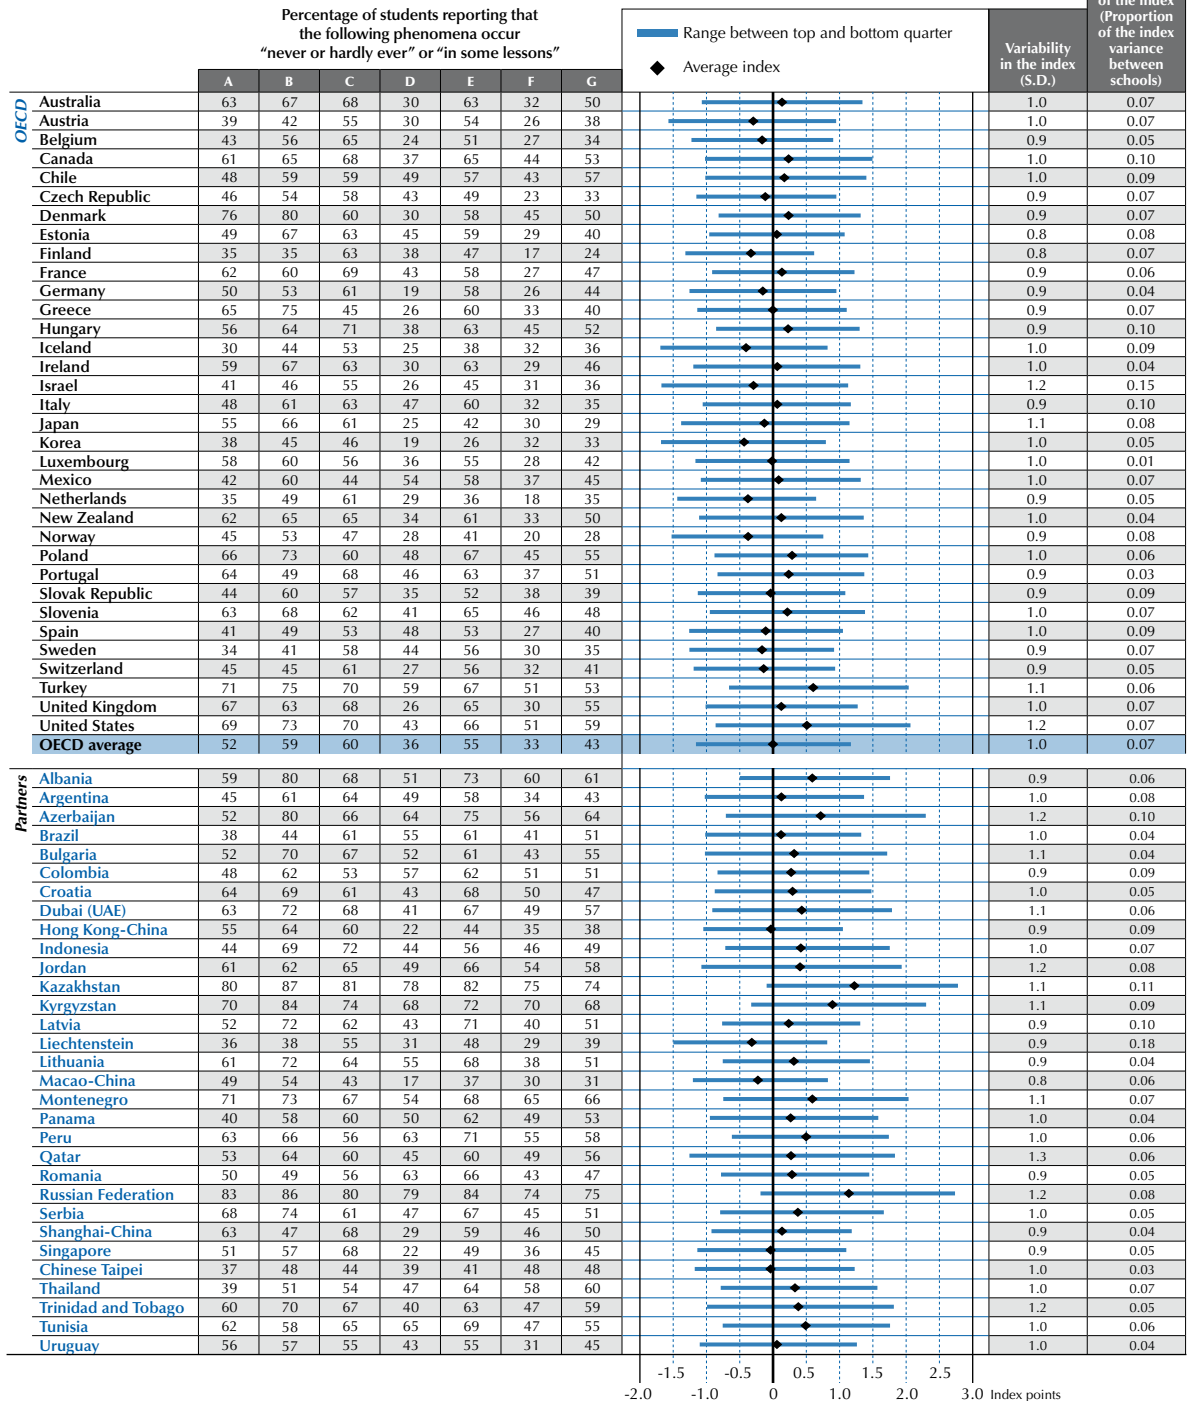 Percentage of students reporting that
the following phenomena occur
“never or hardly ever” or “in some lessons”
Range between top and bottom quarter
Average index
Variability
in the index
(S.D.)
of the index
(Proportion
of the index
variance
between
schools)
A B C D E F G
OECD
Australia 63 67 68 30 63 32 50 1.0 0.07
Austria 39 42 55 30 54 26 38 1.0 0.07
Belgium 43 56 65 24 51 27 34 0.9 0.05
Canada 61 65 68 37 65 44 53 1.0 0.10
Chile 48 59 59 49 57 43 57 1.0 0.09
Czech Republic 46 54 58 43 49 23 33 0.9 0.07
Denmark 76 80 60 30 58 45 50 0.9 0.07
Estonia 49 67 63 45 59 29 40 0.8 0.08
Finland 35 35 63 38 47 17 24 0.8 0.07
France 62 60 69 43 58 27 47 0.9 0.06
Germany 50 53 61 19 58 26 44 0.9 0.04
Greece 65 75 45 26 60 33 40 0.9 0.07
Hungary 56 64 71 38 63 45 52 0.9 0.10
Iceland 30 44 53 25 38 32 36 1.0 0.09
Ireland 59 67 63 30 63 29 46 1.0 0.04
Israel 41 46 55 26 45 31 36 1.2 0.15
Italy 48 61 63 47 60 32 35 0.9 0.10
Japan 55 66 61 25 42 30 29 1.1 0.08
Korea 38 45 46 19 26 32 33 1.0 0.05
Luxembourg 58 60 56 36 55 28 42 1.0 0.01
Mexico 42 60 44 54 58 37 45 1.0 0.07
Netherlands 35 49 61 29 36 18 35 0.9 0.05
New Zealand 62 65 65 34 61 33 50 1.0 0.04
Norway 45 53 47 28 41 20 28 0.9 0.08
Poland 66 73 60 48 67 45 55 1.0 0.06
Portugal 64 49 68 46 63 37 51 0.9 0.03
Slovak Republic 44 60 57 35 52 38 39 0.9 0.09
Slovenia 63 68 62 41 65 46 48 1.0 0.07
Spain 41 49 53 48 53 27 40 1.0 0.09
Sweden 34 41 58 44 56 30 35 0.9 0.07
Switzerland 45 45 61 27 56 32 41 0.9 0.05
Turkey 71 75 70 59 67 51 53 1.1 0.06
United Kingdom 67 63 68 26 65 30 55 1.0 0.07
United States 69 73 70 43 66 51 59 1.2 0.07
OECD average 52 59 60 36 55 33 43 1.0 0.07
Partners
Albania 59 80 68 51 73 60 61 0.9 0.06
Argentina 45 61 64 49 58 34 43 1.0 0.08
Azerbaijan 52 80 66 64 75 56 64 1.2 0.10
Brazil 38 44 61 55 61 41 51 1.0 0.04
Bulgaria 52 70 67 52 61 43 55 1.1 0.04
Colombia 48 62 53 57 62 51 51 0.9 0.09
Croatia 64 69 61 43 68 50 47 1.0 0.05
Dubai (UAE) 63 72 68 41 67 49 57 1.1 0.06
Hong Kong-China 55 64 60 22 44 35 38 0.9 0.09
Indonesia 44 69 72 44 56 46 49 1.0 0.07
Jordan 61 62 65 49 66 54 58 1.2 0.08
Kazakhstan 80 87 81 78 82 75 74 1.1 0.11
Kyrgyzstan 70 84 74 68 72 70 68 1.1 0.09
Latvia 52 72 62 43 71 40 51 0.9 0.10
Liechtenstein 36 38 55 31 48 29 39 0.9 0.18
Lithuania 61 72 64 55 68 38 51 0.9 0.04
Macao-China 49 54 43 17 37 30 31 0.8 0.06
Montenegro 71 73 67 54 68 65 66 1.1 0.07
Panama 40 58 60 50 62 49 53 1.0 0.04
Peru 63 66 56 63 71 55 58 1.0 0.06
Qatar 53 64 60 45 60 49 56 1.3 0.06
Romania 50 49 56 63 66 43 47 0.9 0.05
Russian Federation 83 86 80 79 84 74 75 1.2 0.08
Serbia 68 74 61 47 67 45 51 1.0 0.05
Shanghai-China 63 47 68 29 59 46 50 0.9 0.04
Singapore 51 57 68 22 49 36 45 0.9 0.05
Chinese Taipei 37 48 44 39 41 48 48 1.0 0.03
Thailand 39 51 54 47 64 58 60 1.0 0.07
Trinidad and Tobago 60 70 67 40 63 47 59 1.2 0.05
Tunisia 62 58 65 65 69 47 55 1.0 0.06
Uruguay 56 57 55 43 55 31 45 1.0 0.04
-1.5 -0.5 0.5 1.5 2.5
-2.0 -1.0 0 1.0 2.0 3.0 Index points